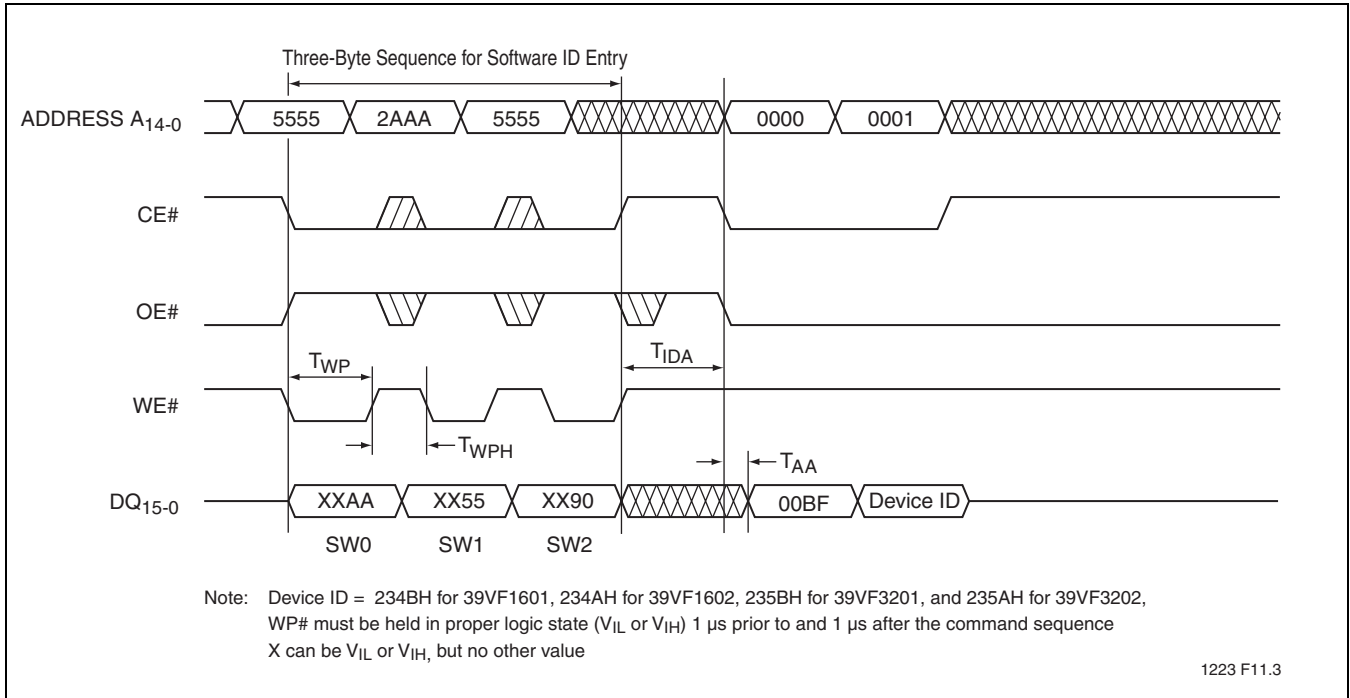 Three-Byte Sequence for Software ID Entry
ADDRESS A14-0
5555 2AAA 5555 0000 0001
CE#
OE#
TWP
TIDA
WE#
TWPH
TAA
DQ15-0
XXAA XX55 XX90 00BF Device ID
SW0 SW1 SW2
Note: Device ID = 234BH for 39VF1601, 234AH for 39VF1602, 235BH for 39VF3201, and 235AH for 39VF3202,
WP# must be held in proper logic state (VIL or VIH) 1 µs prior to and 1 µs after the command sequence
X can be VIL or VIH, but no other value
1223 F11.3